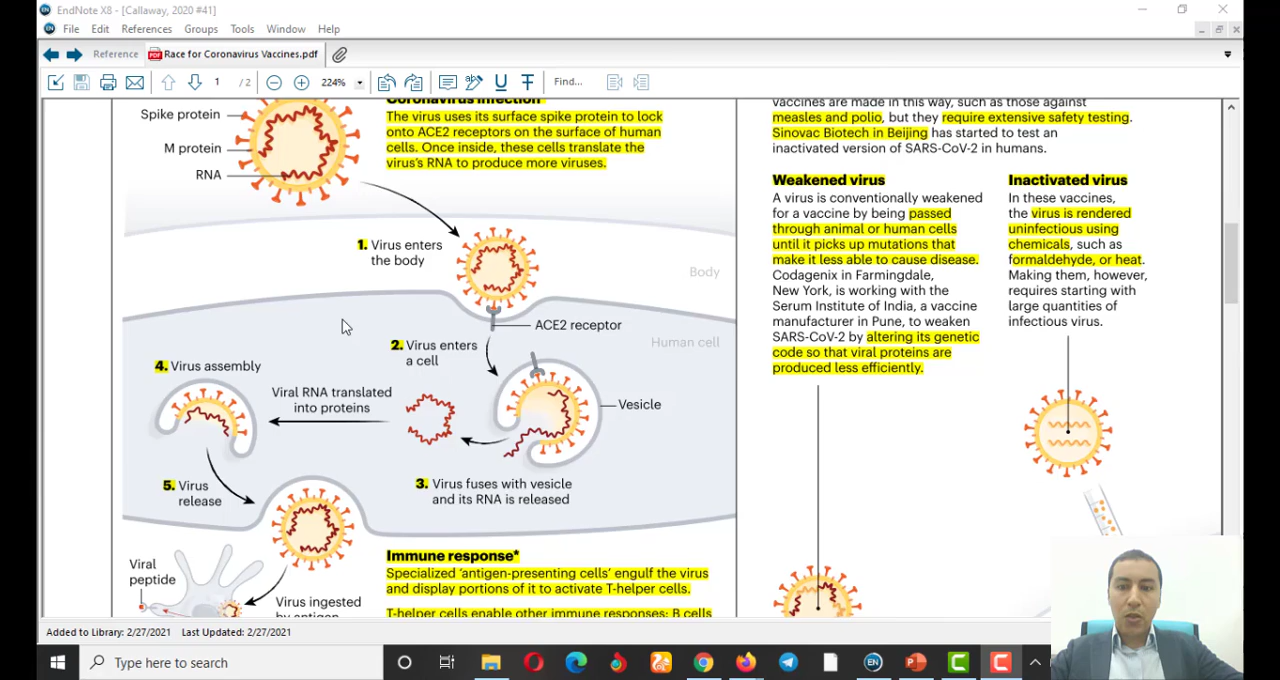 EndNote X8 - [Callaway, 2020 #41]
File Edit References Groups Tools Window Help
Reference Race for Coronavirus Vaccines.pdf
1 / 2 224% Find...
Coronavirus infection
The virus uses its surface spike protein to lock
onto ACE2 receptors on the surface of human
cells. Once inside, these cells translate the
virus's RNA to produce more viruses.
Spike protein
M protein
RNA
1. Virus enters
the body
Body
ACE2 receptor
Human cell
2. Virus enters
a cell
4. Virus assembly
Viral RNA translated
into proteins
Vesicle
3. Virus fuses with vesicle
and its RNA is released
5. Virus
release
Viral
peptide
Virus ingested
by antigen
Immune response*
Specialized 'antigen-presenting cells' engulf the virus
and display portions of it to activate T-helper cells.
T-helper cells enable other immune responses: B cells
vaccines are made in this way, such as those against
measles and polio, but they require extensive safety testing.
Sinovac Biotech in Beijing has started to test an
inactivated version of SARS-CoV-2 in humans.
Weakened virus
A virus is conventionally weakened
for a vaccine by being passed
through animal or human cells
until it picks up mutations that
make it less able to cause disease.
Codagenix in Farmingdale,
New York, is working with the
Serum Institute of India, a vaccine
manufacturer in Pune, to weaken
SARS-CoV-2 by altering its genetic
code so that viral proteins are
produced less efficiently.
Inactivated virus
In these vaccines,
the virus is rendered
uninfectious using
chemicals, such as
formaldehyde, or heat.
Making them, however,
requires starting with
large quantities of
infectious virus.
Added to Library: 2/27/2021 Last Updated: 2/27/2021
Type here to search